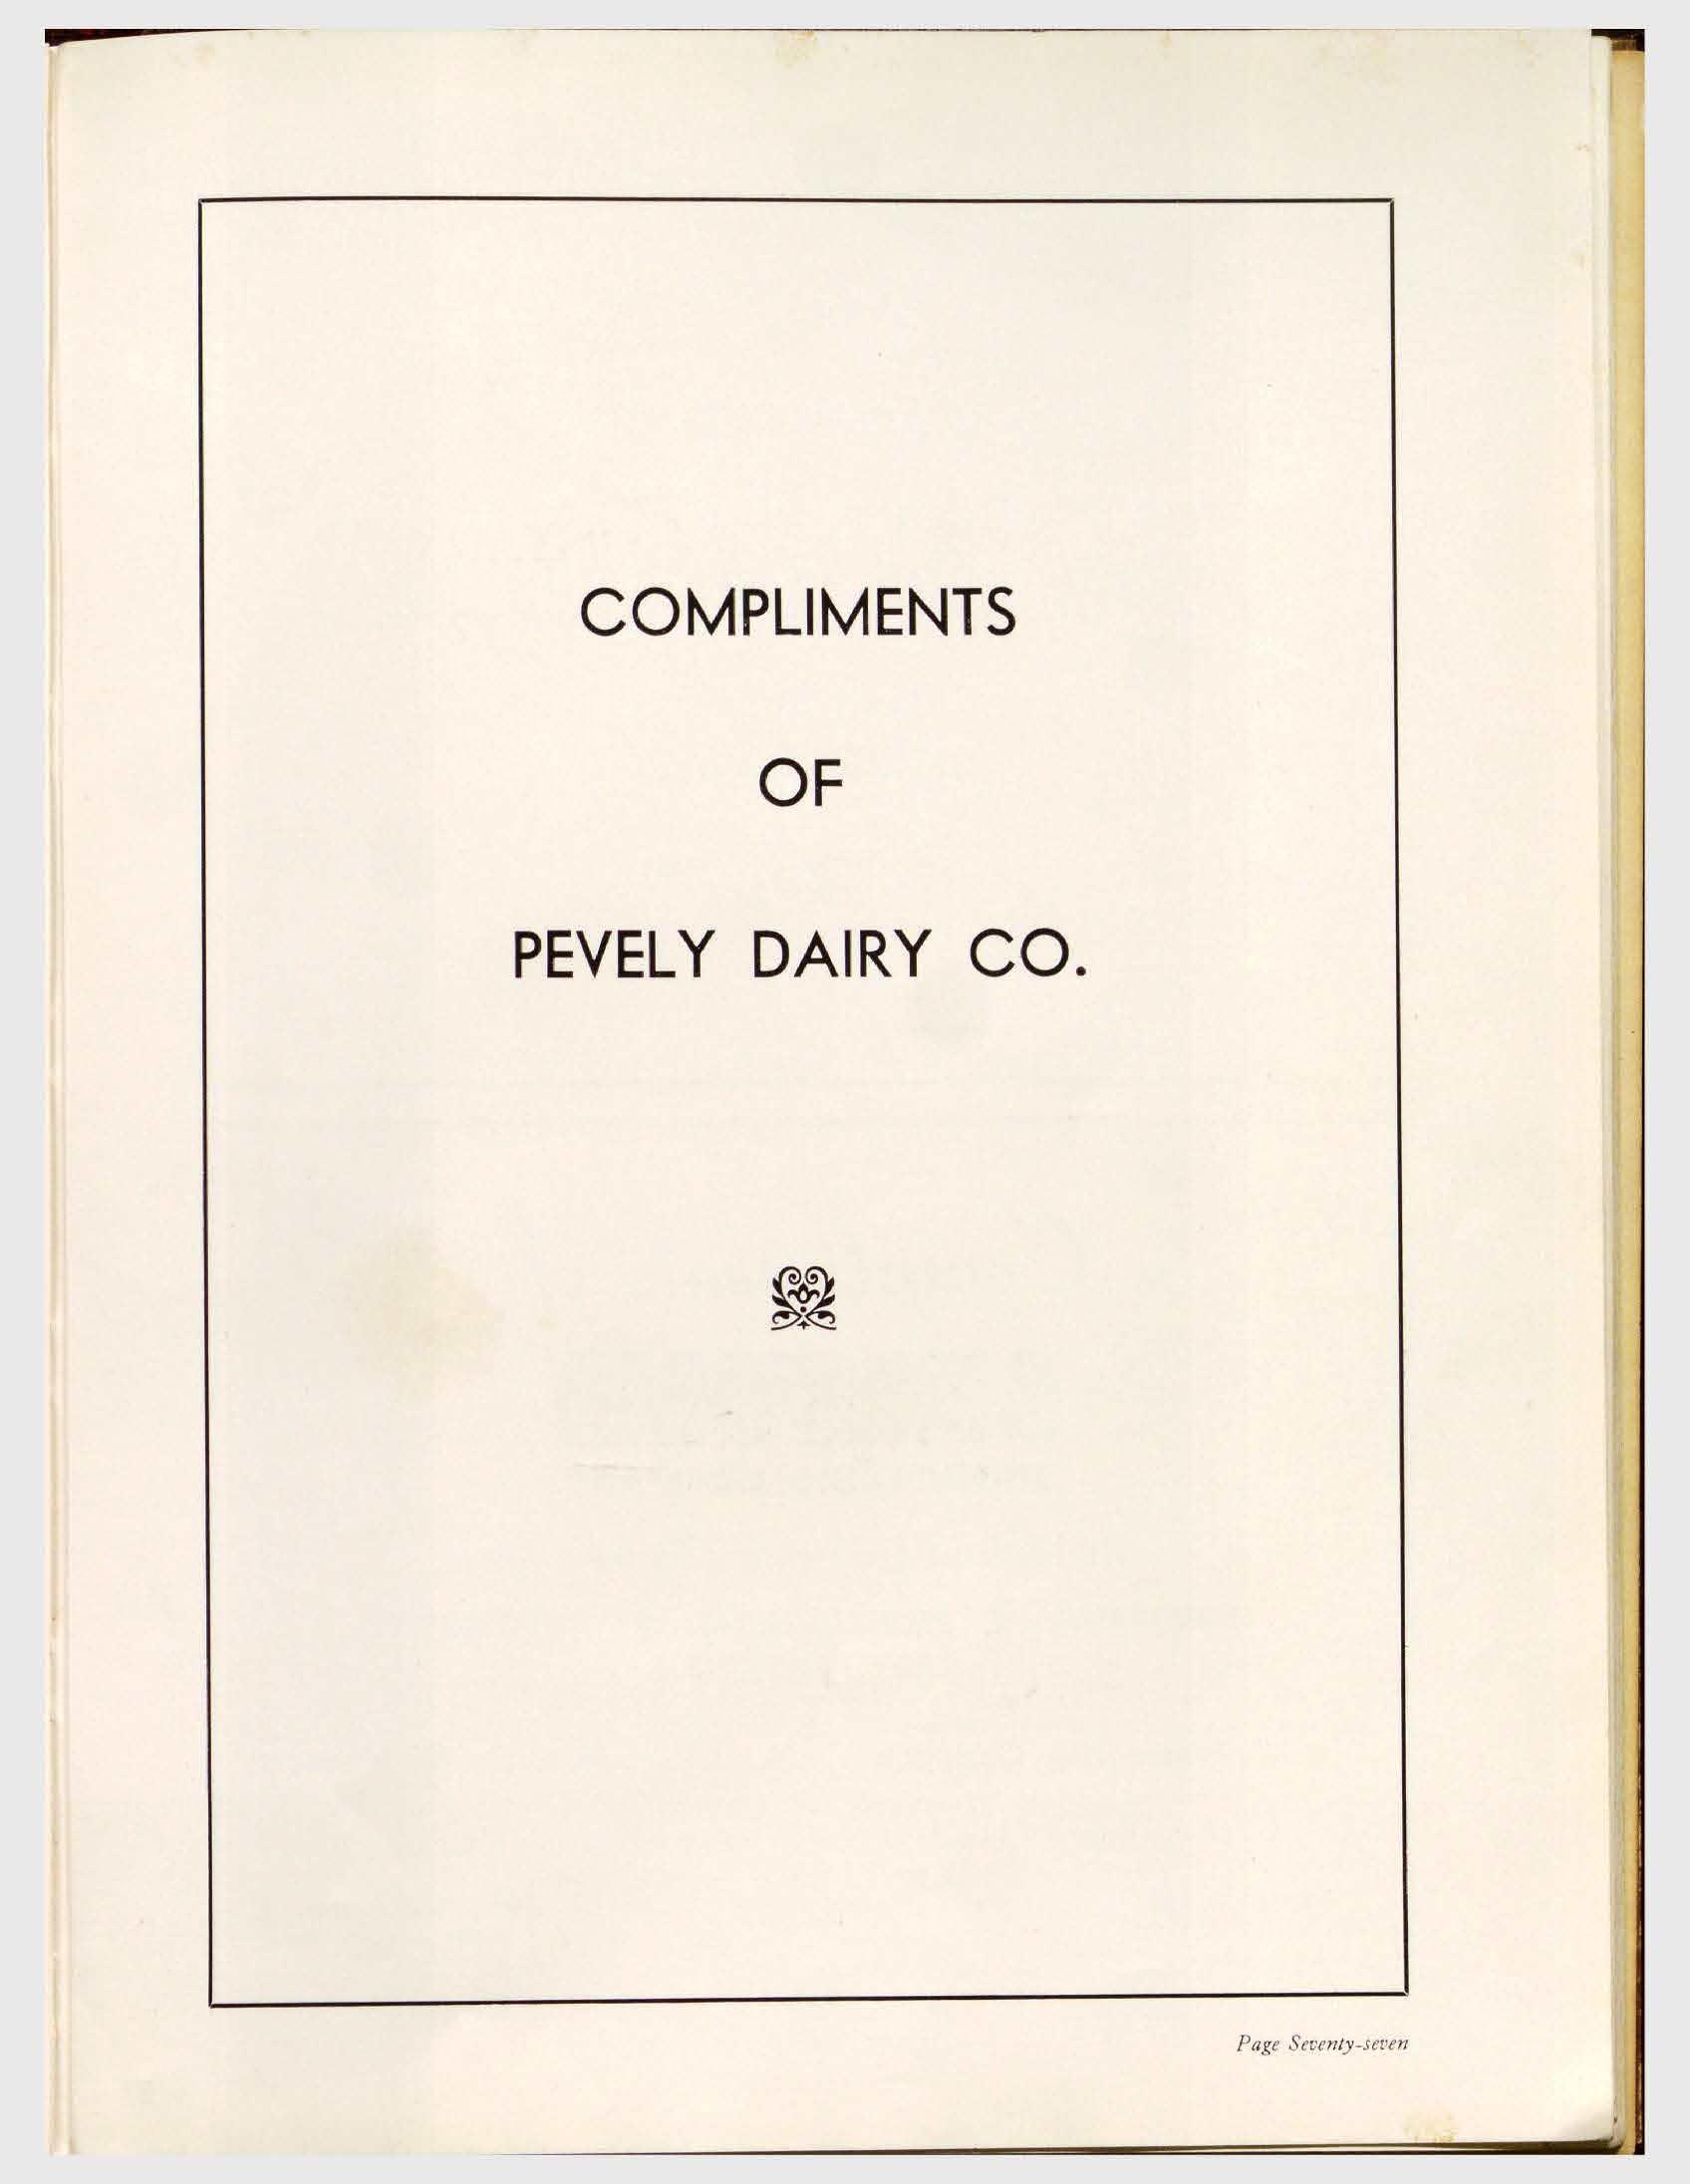 COMPLIMENTS
OF
PEVELY DAIRY CO.
Page Seventy-seven